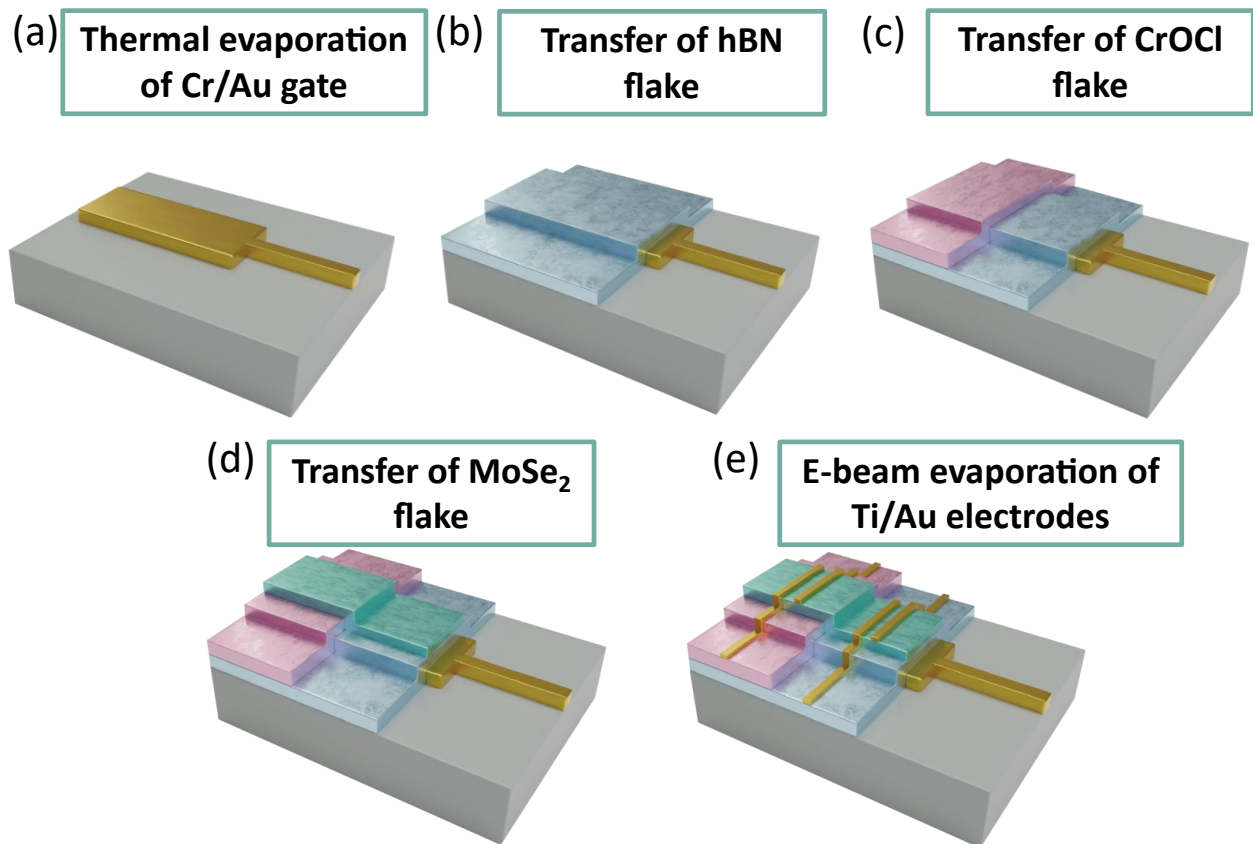 (a)
Thermal evaporation
of Cr/Au gate
(b)
Transfer of hBN
flake
(c)
Transfer of CrOCl
flake
(d)
Transfer of MoSe₂
flake
(e)
E-beam evaporation of
Ti/Au electrodes